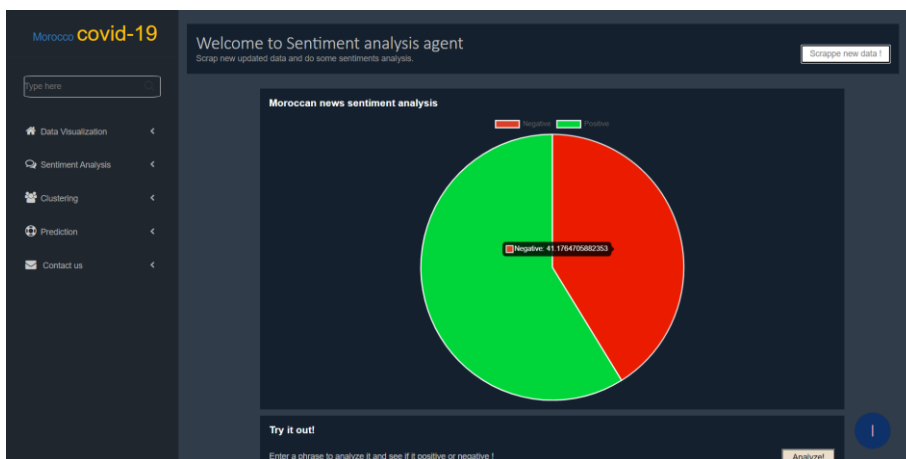 Morocco covid-19
Type here
Data Visualization
Sentiment Analysis
Clustering
Prediction
Contact us
Welcome to Sentiment analysis agent
Scrap new updated data and do some sentiments analysis.
Scrappe new data !
Moroccan news sentiment analysis
Negative Positive
Negative: 41.1764705882353
Try it out!
Enter a phrase to analyze it and see if it positive or negative !
Analyze!